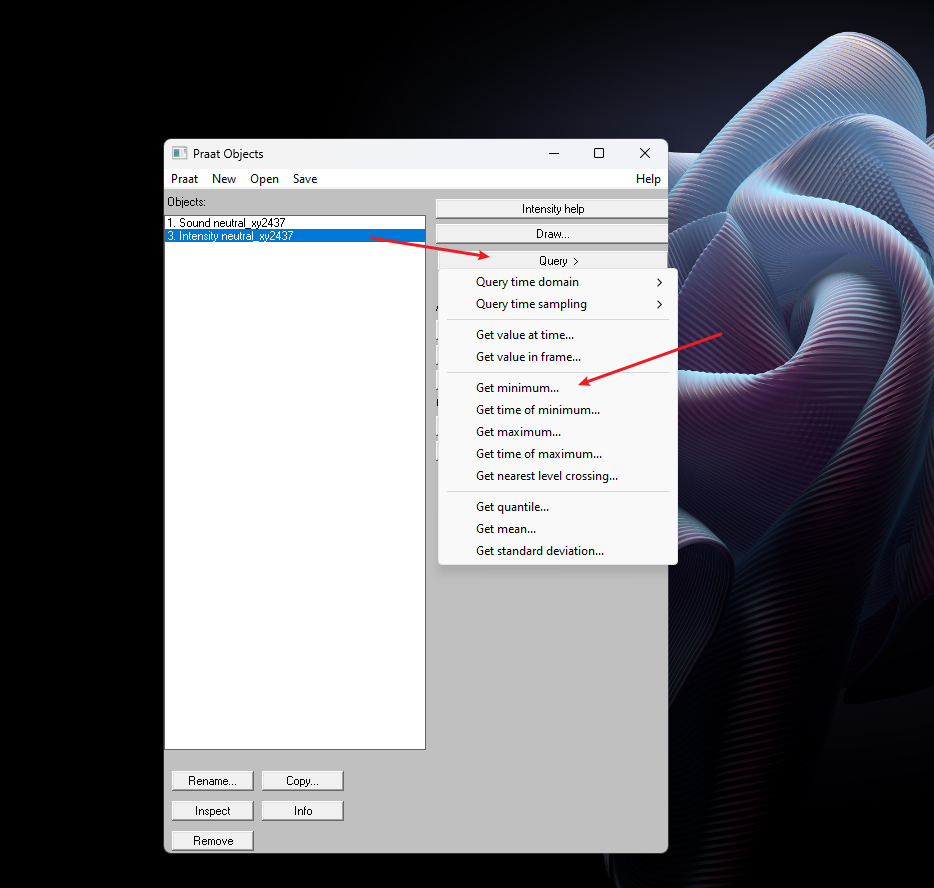 Praat Objects
Praat New Open Save Help
Objects:
1. Sound neutral_xy2437
3. Intensity neutral_xy2437
Intensity help
Draw...
Query >
Query time domain >
Query time sampling >
Get value at time...
Get value in frame...
Get minimum...
Get time of minimum...
Get maximum...
Get time of maximum...
Get nearest level crossing...
Get quantile...
Get mean...
Get standard deviation...
Rename... Copy...
Inspect Info
Remove